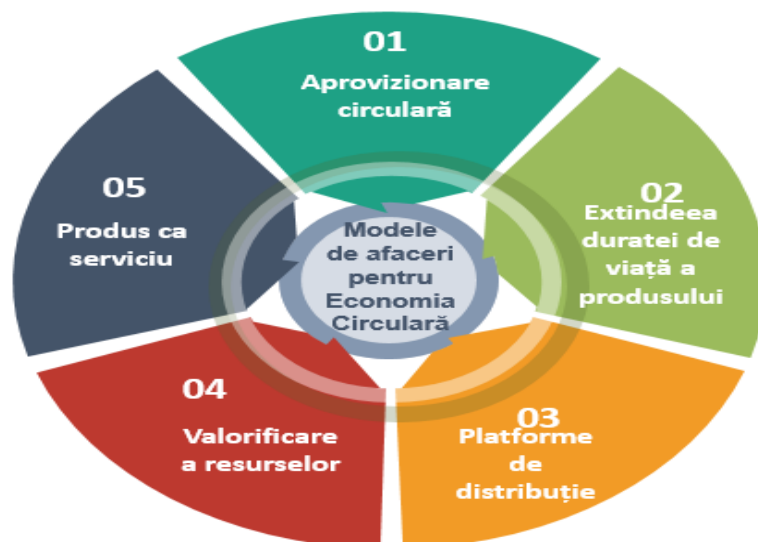 01
Aprovizionare
circulară
02
Extindeea
duratei de
viață a
produsului
03
Platforme
de
distribuție
04
Valorificare
a resurselor
05
Produs ca
serviciu
Modele
de afaceri
pentru
Economia
Circulară